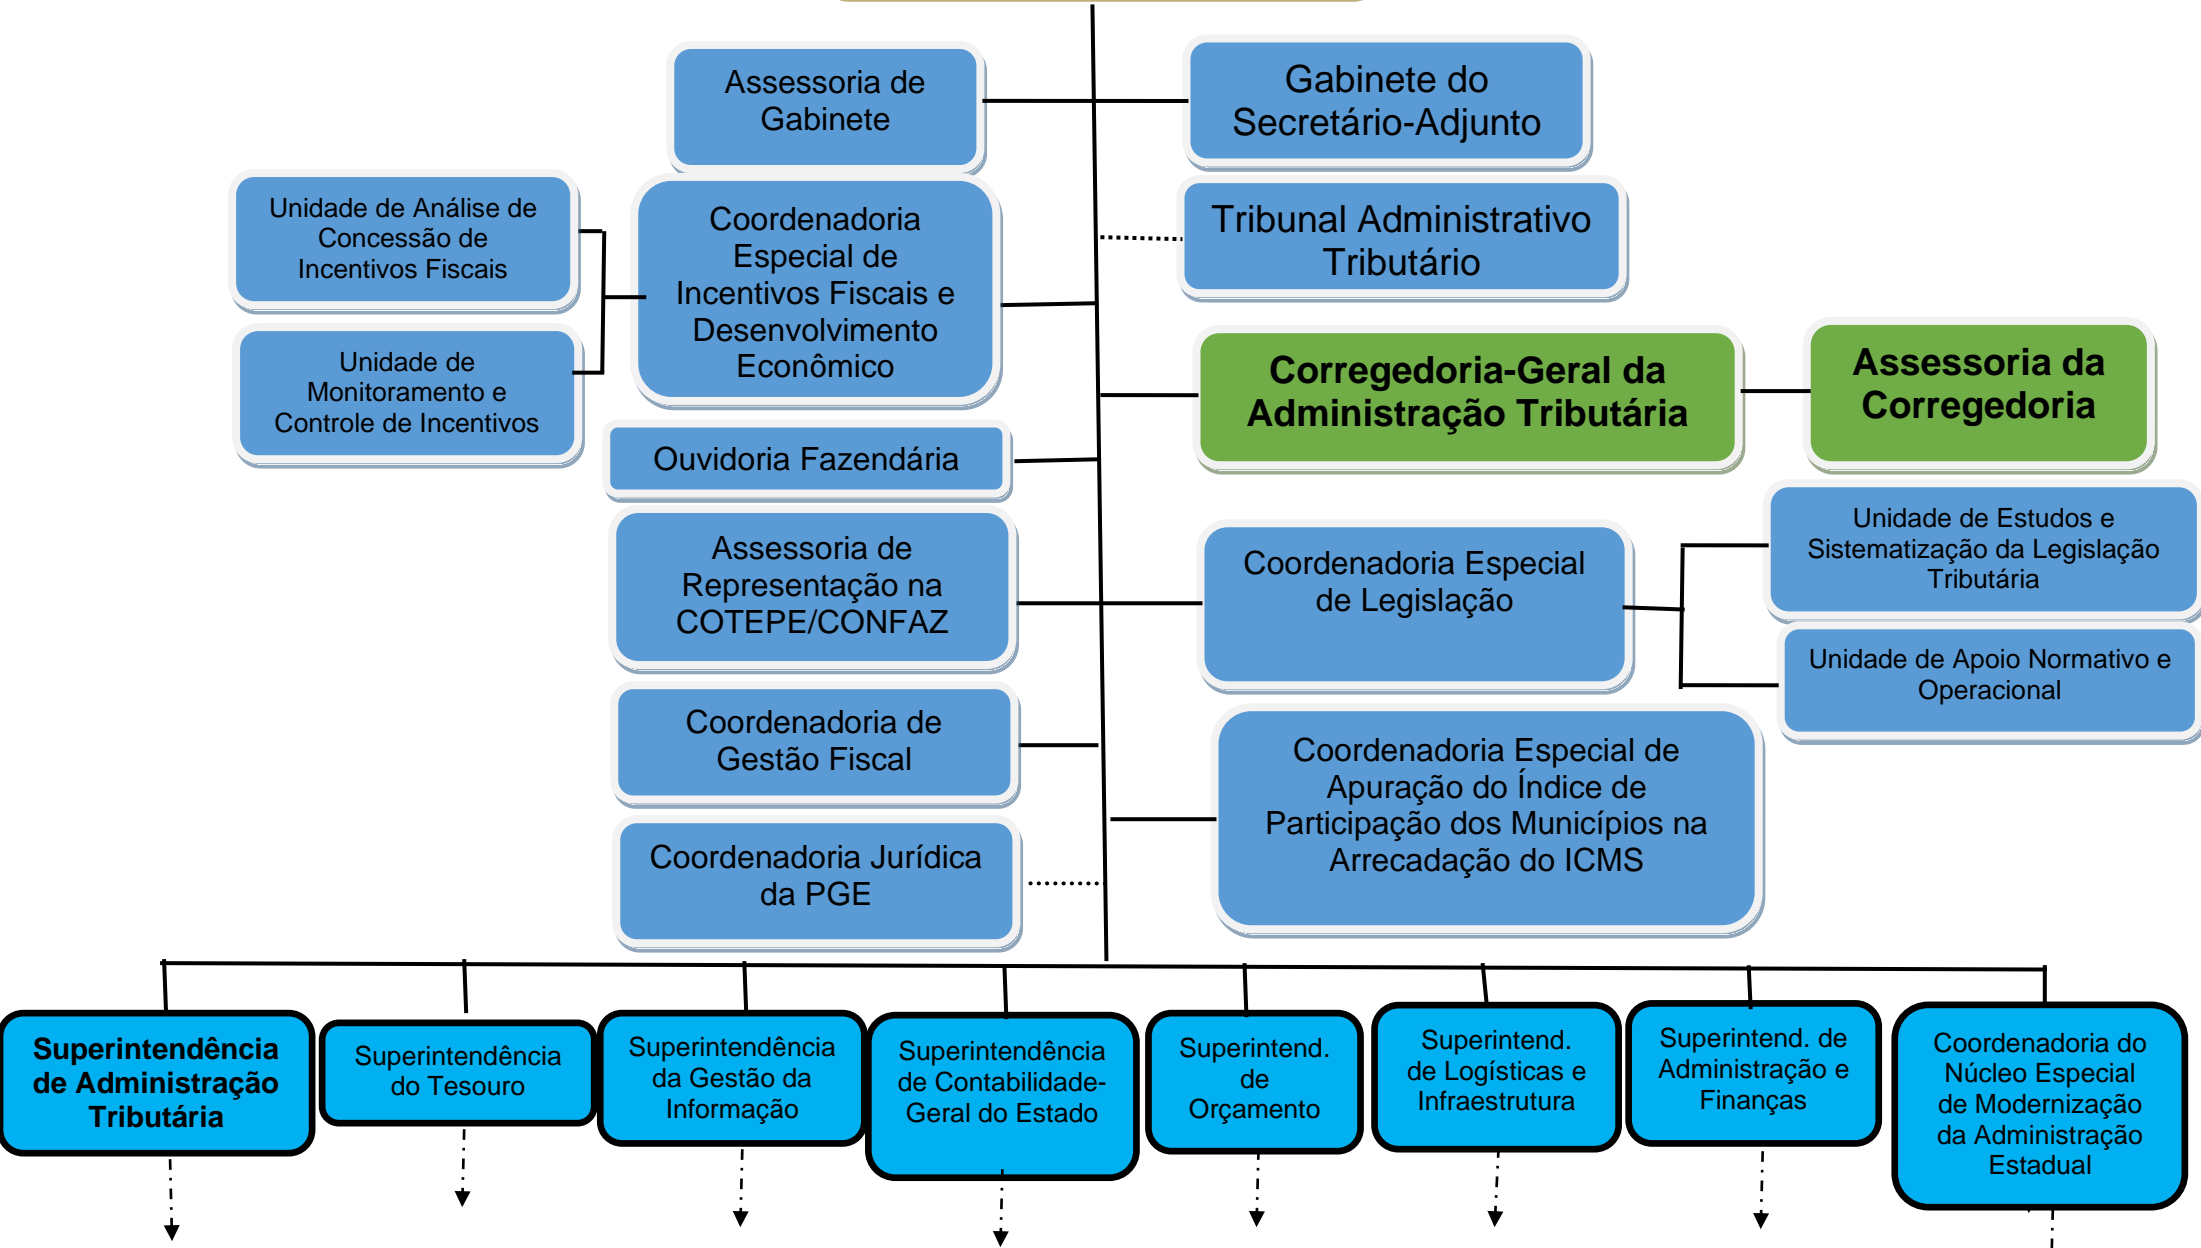 Assessoria de
Gabinete
Gabinete do
Secretário-Adjunto
Unidade de Análise de
Concessão de
Incentivos Fiscais
Coordenadoria
Especial de
Incentivos Fiscais e
Desenvolvimento
Econômico
Tribunal Administrativo
Tributário
Unidade de
Monitoramento e
Controle de Incentivos
Corregedoria-Geral da
Administração Tributária
Assessoria da
Corregedoria
Ouvidoria Fazendária
Assessoria de
Representação na
COTEPE/CONFAZ
Coordenadoria Especial
de Legislação
Unidade de Estudos e
Sistematização da Legislação
Tributária
Unidade de Apoio Normativo e
Operacional
Coordenadoria de
Gestão Fiscal
Coordenadoria Especial de
Apuração do Índice de
Participação dos Municípios na
Arrecadação do ICMS
Coordenadoria Jurídica
da PGE
Superintendência
de Administração
Tributária
Superintendência
do Tesouro
Superintendência
da Gestão da
Informação
Superintendência
de Contabilidade-
Geral do Estado
Superintend.
de
Orçamento
Superintend.
de Logísticas e
Infraestrutura
Superintend. de
Administração e
Finanças
Coordenadoria do
Núcleo Especial
de Modernização
da Administração
Estadual